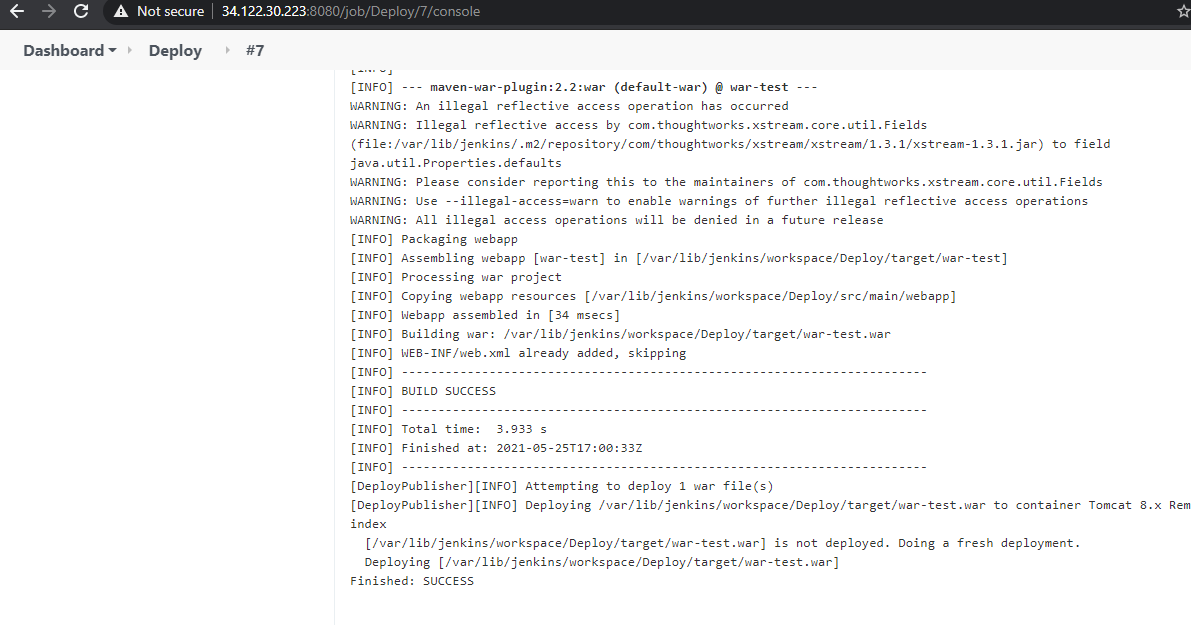 Not secure | 34.122.30.223:8080/job/Deploy/7/console
Dashboard Deploy #7
[INFO]
[INFO] --- maven-war-plugin:2.2:war (default-war) @ war-test ---
WARNING: An illegal reflective access operation has occurred
WARNING: Illegal reflective access by com.thoughtworks.xstream.core.util.Fields
(file:/var/lib/jenkins/.m2/repository/com/thoughtworks/xstream/xstream/1.3.1/xstream-1.3.1.jar) to field
java.util.Properties.defaults
WARNING: Please consider reporting this to the maintainers of com.thoughtworks.xstream.core.util.Fields
WARNING: Use --illegal-access=warn to enable warnings of further illegal reflective access operations
WARNING: All illegal access operations will be denied in a future release
[INFO] Packaging webapp
[INFO] Assembling webapp [war-test] in [/var/lib/jenkins/workspace/Deploy/target/war-test]
[INFO] Processing war project
[INFO] Copying webapp resources [/var/lib/jenkins/workspace/Deploy/src/main/webapp]
[INFO] Webapp assembled in [34 msecs]
[INFO] Building war: /var/lib/jenkins/workspace/Deploy/target/war-test.war
[INFO] WEB-INF/web.xml already added, skipping
[INFO] ------------------------------------------------------------------------
[INFO] BUILD SUCCESS
[INFO] ------------------------------------------------------------------------
[INFO] Total time:  3.933 s
[INFO] Finished at: 2021-05-25T17:00:33Z
[INFO] ------------------------------------------------------------------------
[DeployPublisher][INFO] Attempting to deploy 1 war file(s)
[DeployPublisher][INFO] Deploying /var/lib/jenkins/workspace/Deploy/target/war-test.war to container Tomcat 8.x Rem
index
[/var/lib/jenkins/workspace/Deploy/target/war-test.war] is not deployed. Doing a fresh deployment.
Deploying [/var/lib/jenkins/workspace/Deploy/target/war-test.war]
Finished: SUCCESS